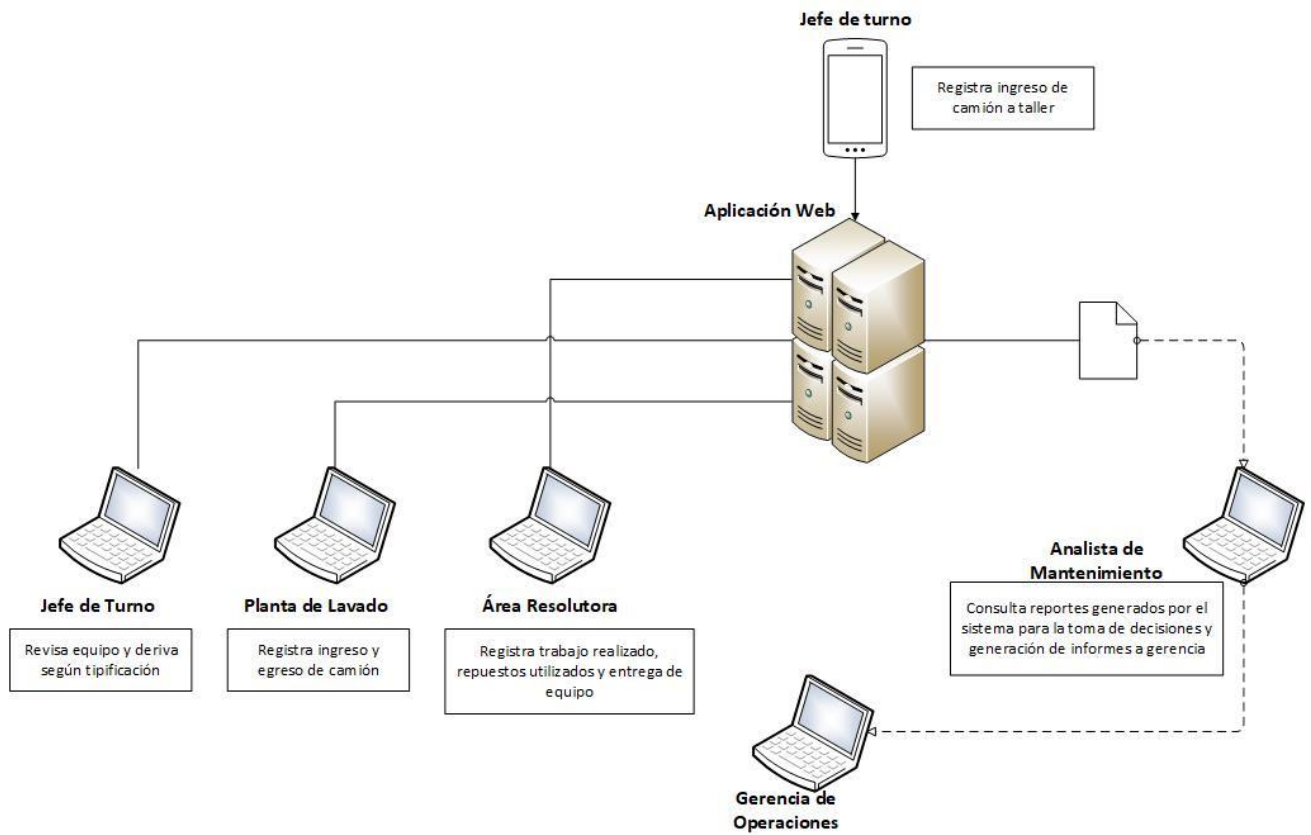 Jefe de turno
Registra ingreso de
camión a taller
Aplicación Web
Jefe de Turno
Revisa equipo y deriva
según tipificación
Planta de Lavado
Registra ingreso y
egreso de camión
Área Resolutora
Registra trabajo realizado,
repuestos utilizados y entrega de
equipo
Analista de
Mantenimiento
Consulta reportes generados por el
sistema para la toma de decisiones y
generación de informes a gerencia
Gerencia de
Operaciones